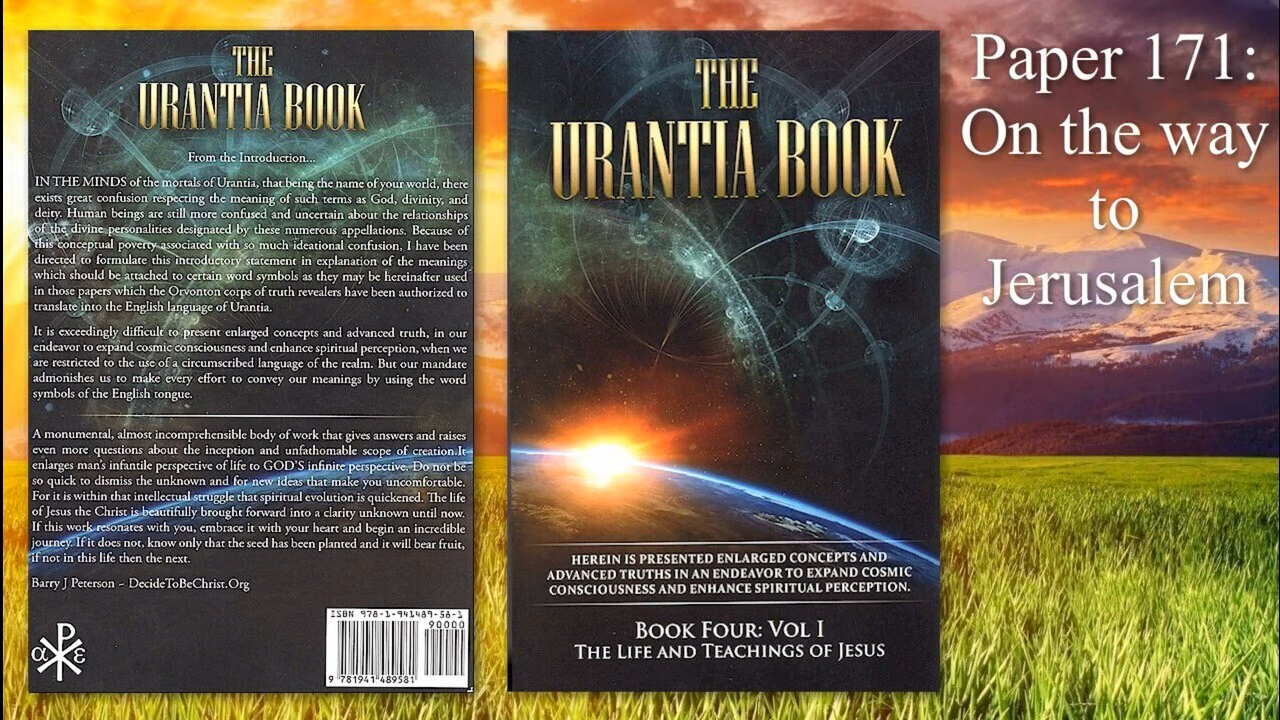 THE
URANTIA BOOK
From the Introduction...
IN THE MINDS of the mortals of Urantia, that being the name of your world, there
exists great confusion respecting the meaning of such terms as God, divinity, and
deity. Human beings are still more confused and uncertain about the relationships
of the divine personalities designated by these numerous appellations. Because of
this conceptual poverty associated with so much ideational confusion, I have been
directed to formulate this introductory statement in explanation of the meanings
which should be attached to certain word symbols as they may be hereinafter used
in those papers which the Orvonton corps of truth revealers have been authorized to
translate into the English language of Urantia.
It is exceedingly difficult to present enlarged concepts and advanced truth, in our
endeavor to expand cosmic consciousness and enhance spiritual perception, when we
are restricted to the use of a circumscribed language of the realm. But our mandate
admonishes us to make every effort to convey our meanings by using the word
symbols of the English tongue.
A monumental, almost incomprehensible body of work that gives answers and raises
even more questions about the inception and unfathomable scope of creation.It
enlarges man's infantile perspective of life to GOD'S infinite perspective. Do not be
so quick to dismiss the unknown and for new ideas that make you uncomfortable.
For it is within that intellectual struggle that spiritual evolution is quickened. The life
of Jesus the Christ is beautifully brought forward into a clarity unknown until now.
If this work resonates with you, embrace it with your heart and begin an incredible
journey. If it does not, know only that the seed has been planted and it will bear fruit,
if not in this life then the next.
Barry J Peterson ~ DecideToBeChrist.Org
ISBN 978-1-941489-58-1
90000
9 781941 489581
THE
URANTIA BOOK
HEREIN IS PRESENTED ENLARGED CONCEPTS AND
ADVANCED TRUTHS IN AN ENDEAVOR TO EXPAND COSMIC
CONSCIOUSNESS AND ENHANCE SPIRITUAL PERCEPTION.
BOOK FOUR: VOL I
THE LIFE AND TEACHINGS OF JESUS
Paper 171:
On the way
to
Jerusalem